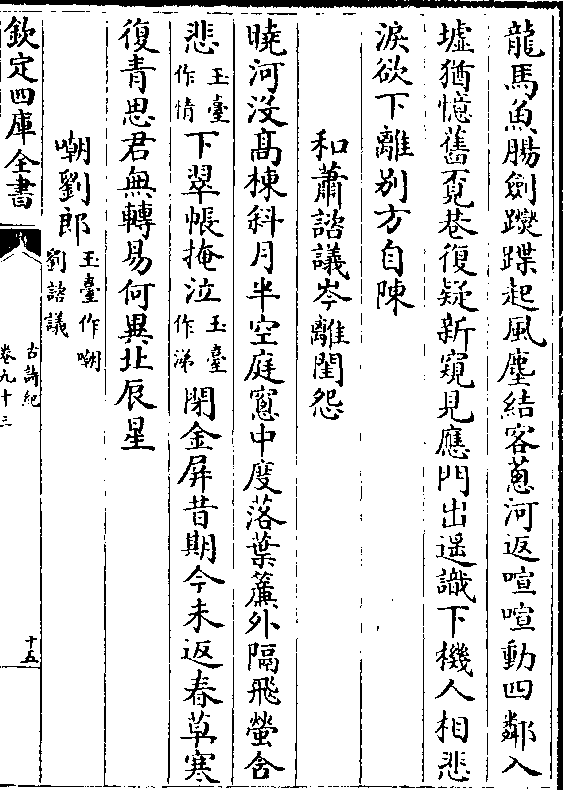 龍馬魚腸劍蹀𨇾起風塵結客葱河返喧喧動四鄰入
墟猶憶舊覔巷復疑新窺見應門出遥識下機人相悲
淚欲下離别方自陳
和蕭諮議岑離閨怨
曉河没髙棟斜月半空庭窻中度落葉簾外隔飛螢含
悲玉臺作情下翠帳掩泣玉臺作涕閉金屏昔期今未返春草寒
復青思君無轉易何異北辰星
嘲劉郎玉臺作嘲劉諮議
欽定四庫全書
古詩紀
卷九十三
十五